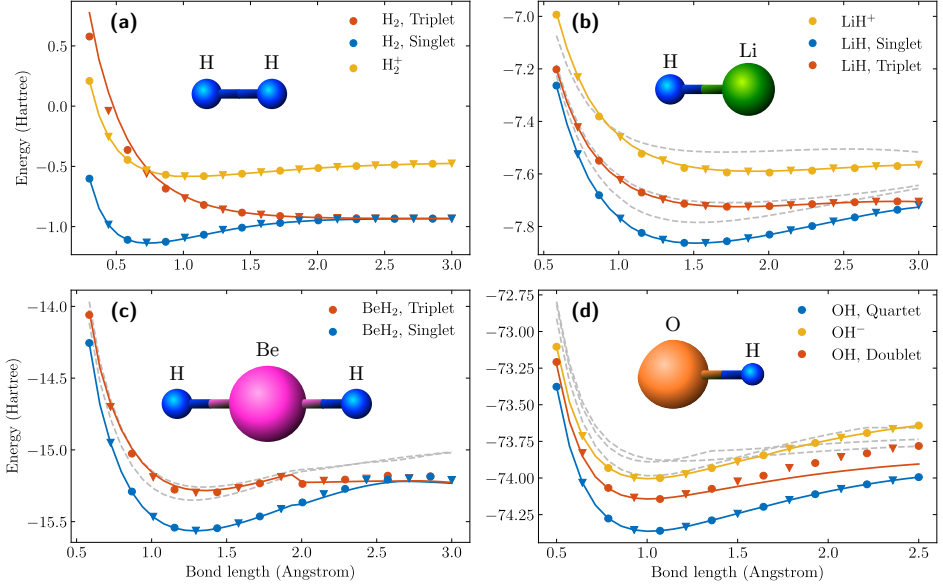 (a)
H₂, Triplet
H₂, Singlet
H₂⁺
H H
Energy (Hartree)
0.5
0.0
−0.5
−1.0
0.5 1.0 1.5 2.0 2.5 3.0
(b)
LiH⁺
LiH, Singlet
LiH, Triplet
H Li
−7.0
−7.2
−7.4
−7.6
−7.8
1.0 1.5 2.0 2.5 3.0
(c)
BeH₂, Triplet
BeH₂, Singlet
H Be H
Energy (Hartree)
−14.0
−14.5
−15.0
−15.5
0.5 1.0 1.5 2.0 2.5 3.0
Bond length (Angstrom)
(d)
OH, Quartet
OH⁻
OH, Doublet
O H
−72.75
−73.00
−73.25
−73.50
−73.75
−74.00
−74.25
0.5 1.0 1.5 2.0 2.5
Bond length (Angstrom)